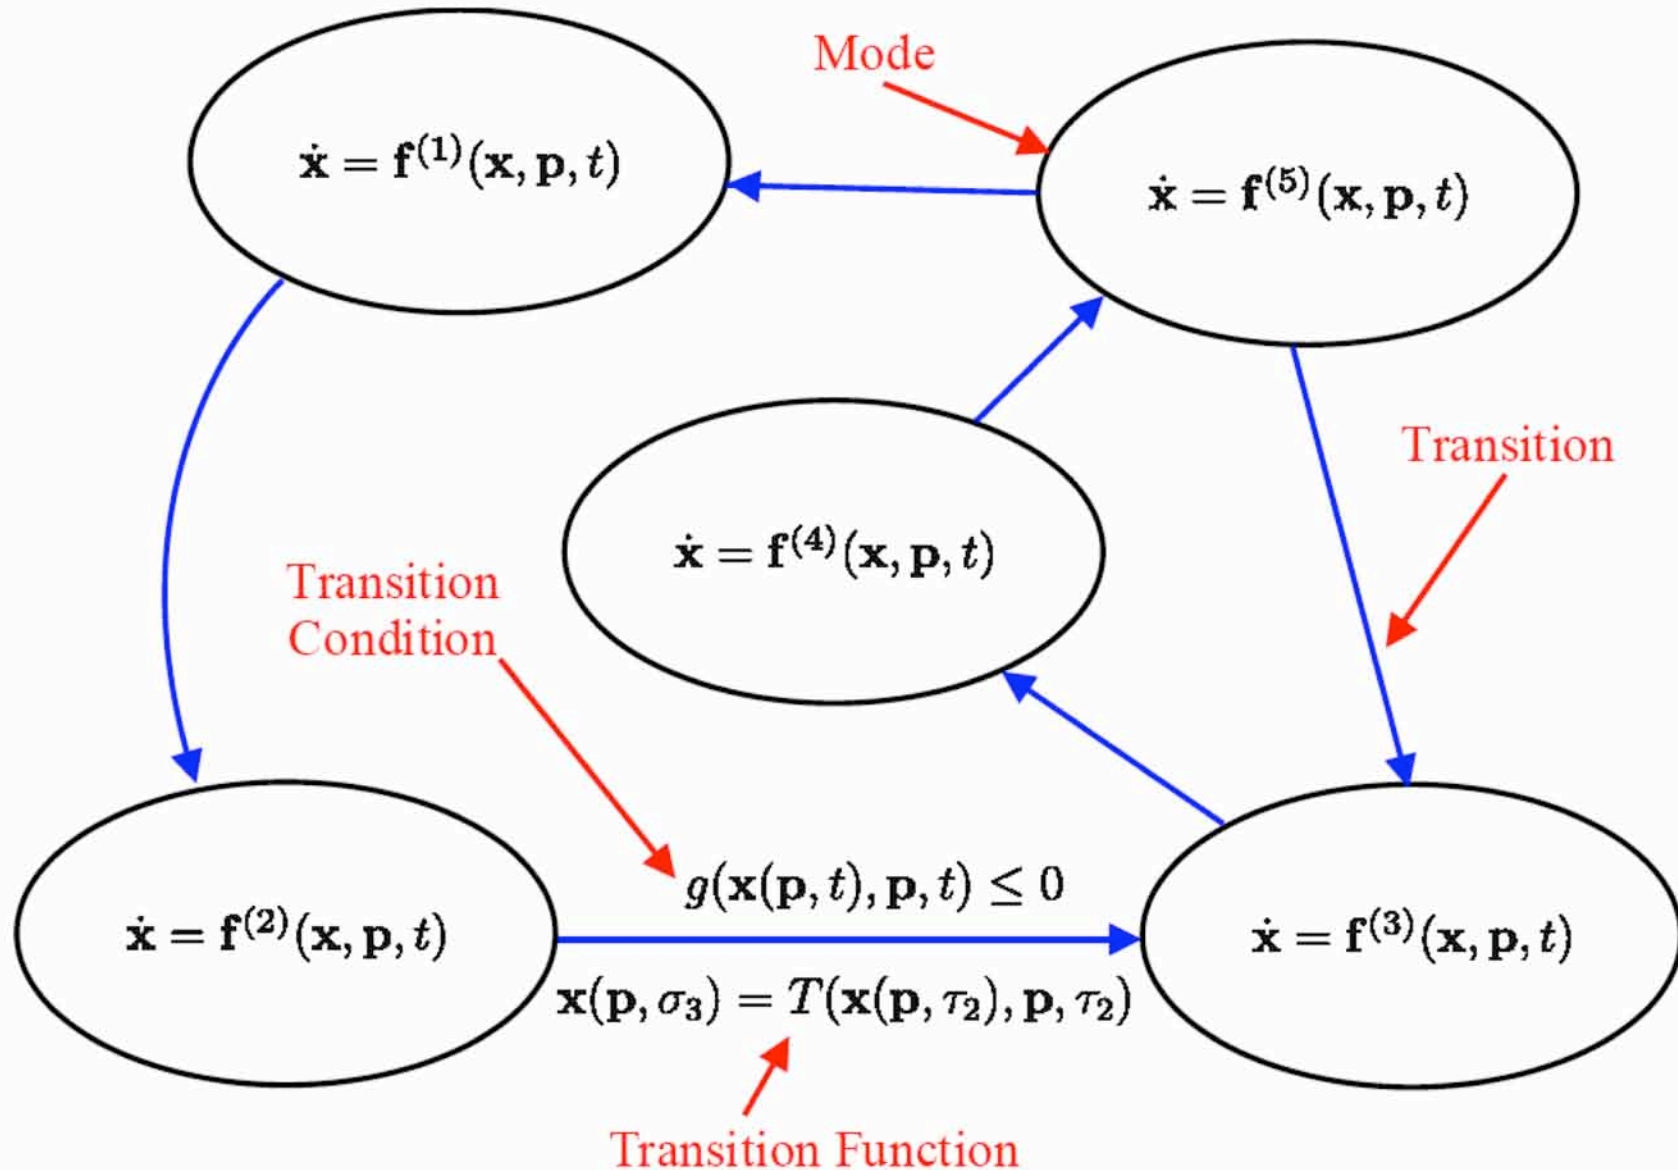 Mode
ẋ = f⁽¹⁾(x, p, t)
ẋ = f⁽⁵⁾(x, p, t)
Transition
ẋ = f⁽⁴⁾(x, p, t)
Transition
Condition
g(x(p, t), p, t) ≤ 0
ẋ = f⁽²⁾(x, p, t)
ẋ = f⁽³⁾(x, p, t)
x(p, σ₃) = T(x(p, τ₂), p, τ₂)
Transition Function